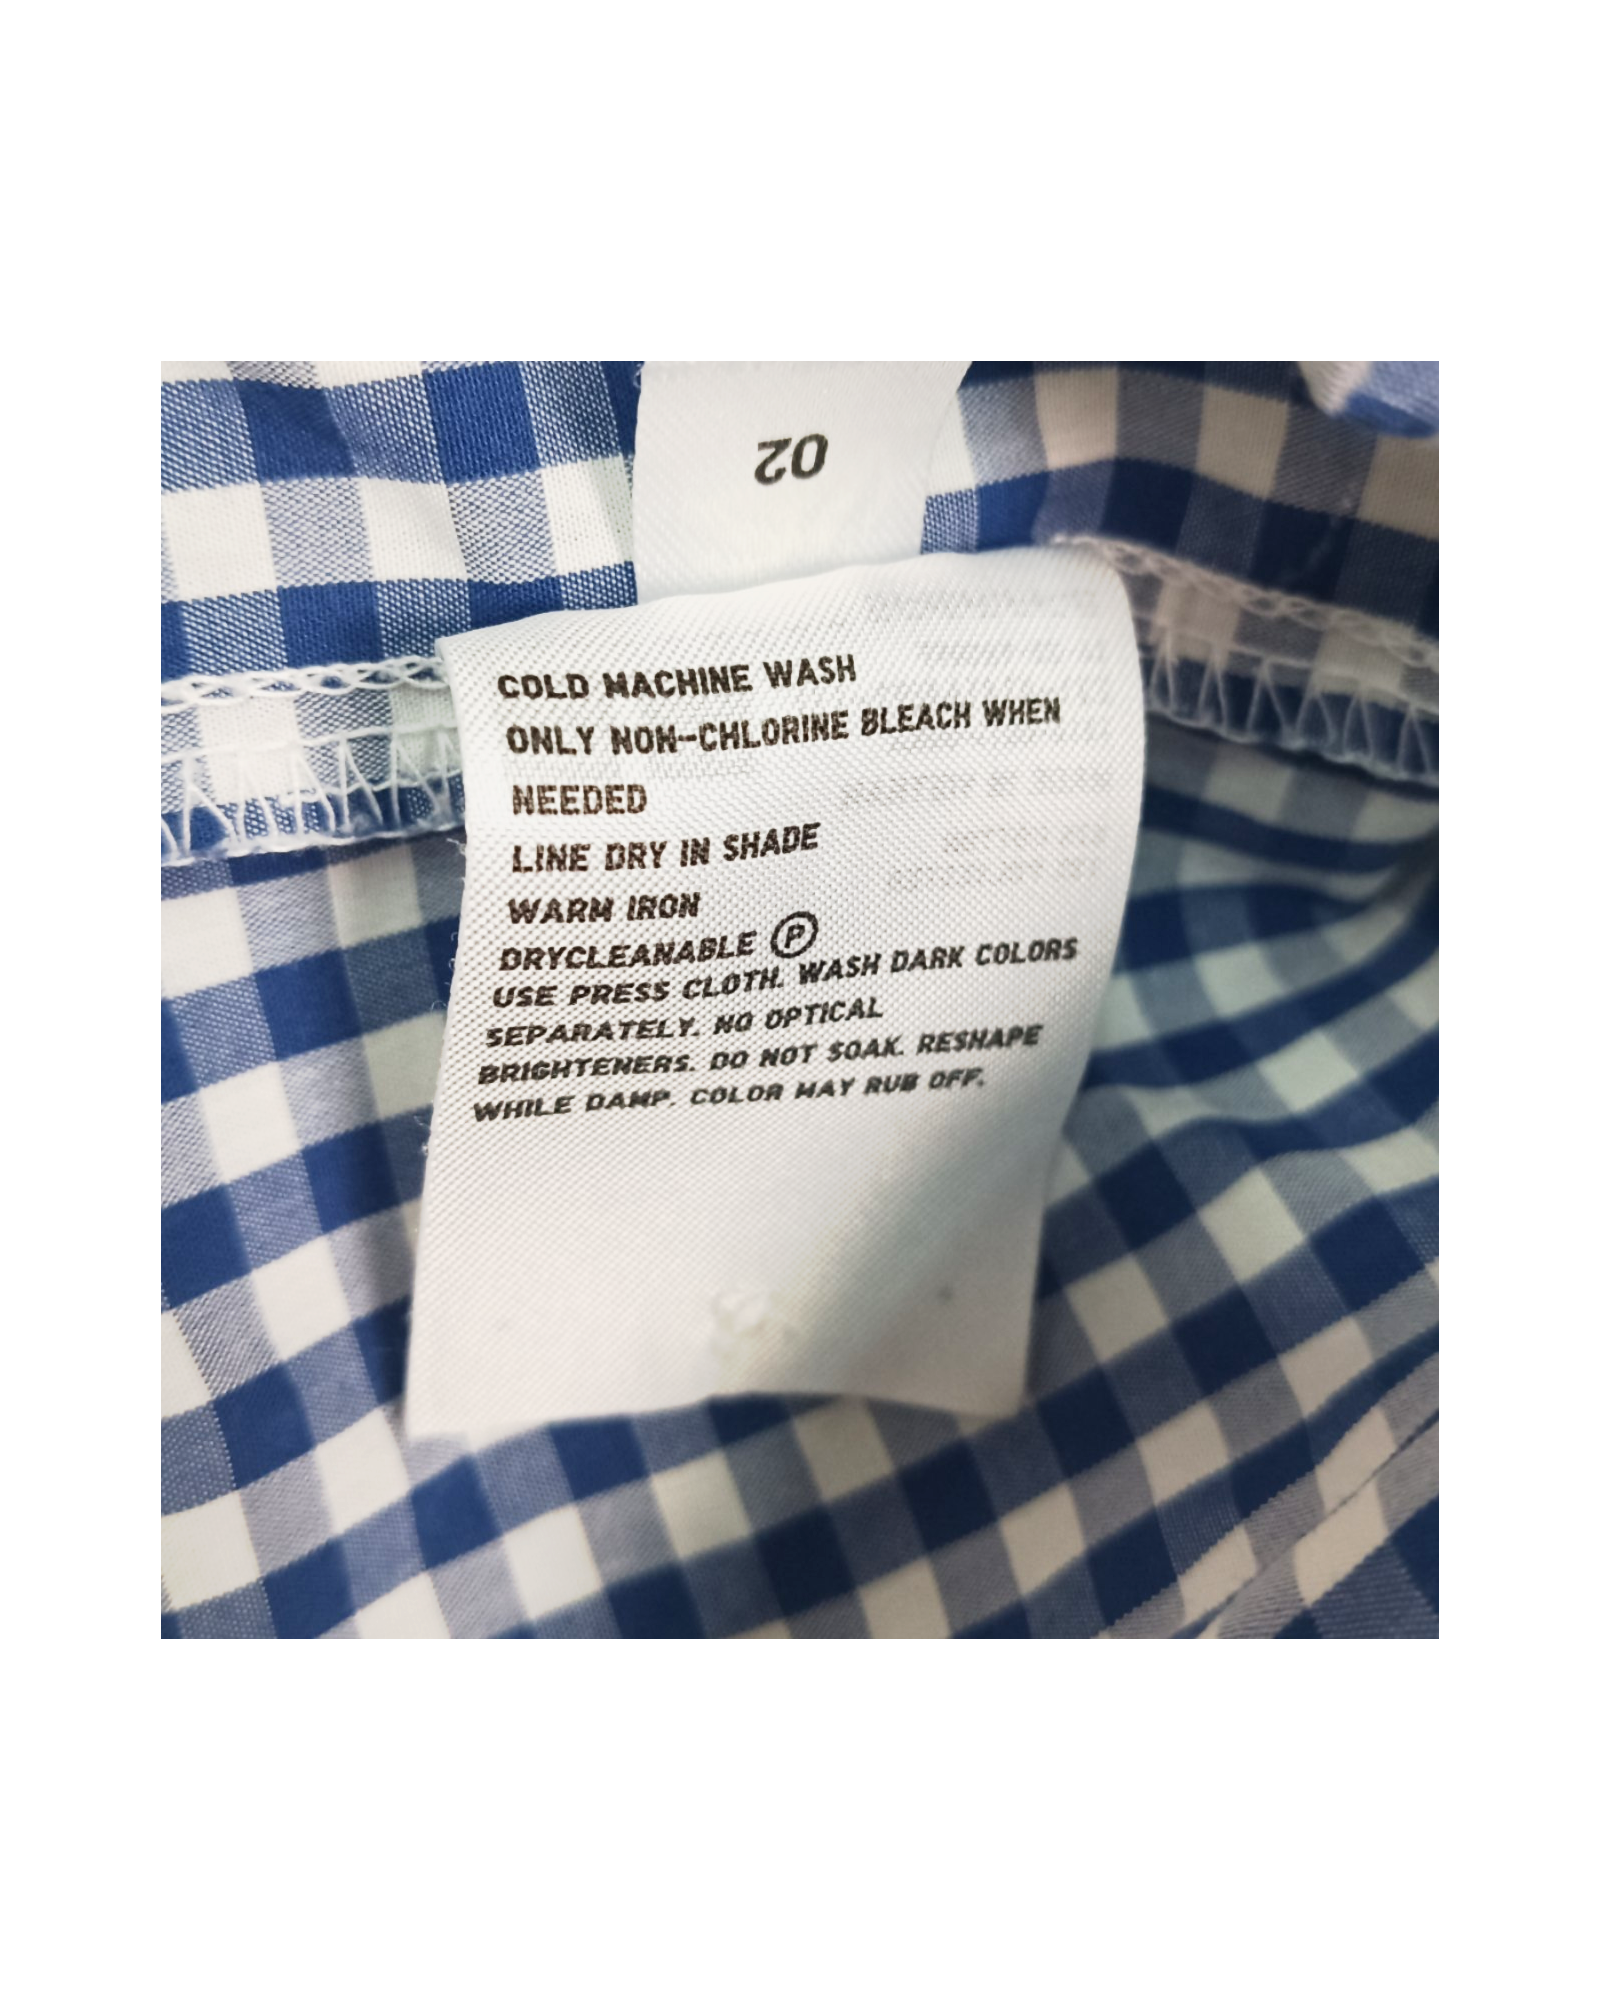 02
COLD MACHINE WASH
ONLY NON-CHLORINE BLEACH WHEN
NEEDED
LINE DRY IN SHADE
WARM IRON
DRYCLEANABLE Ⓟ
USE PRESS CLOTH. WASH DARK COLORS
SEPARATELY. NO OPTICAL
BRIGHTENERS. DO NOT SOAK. RESHAPE
WHILE DAMP. COLOR MAY RUB OFF.